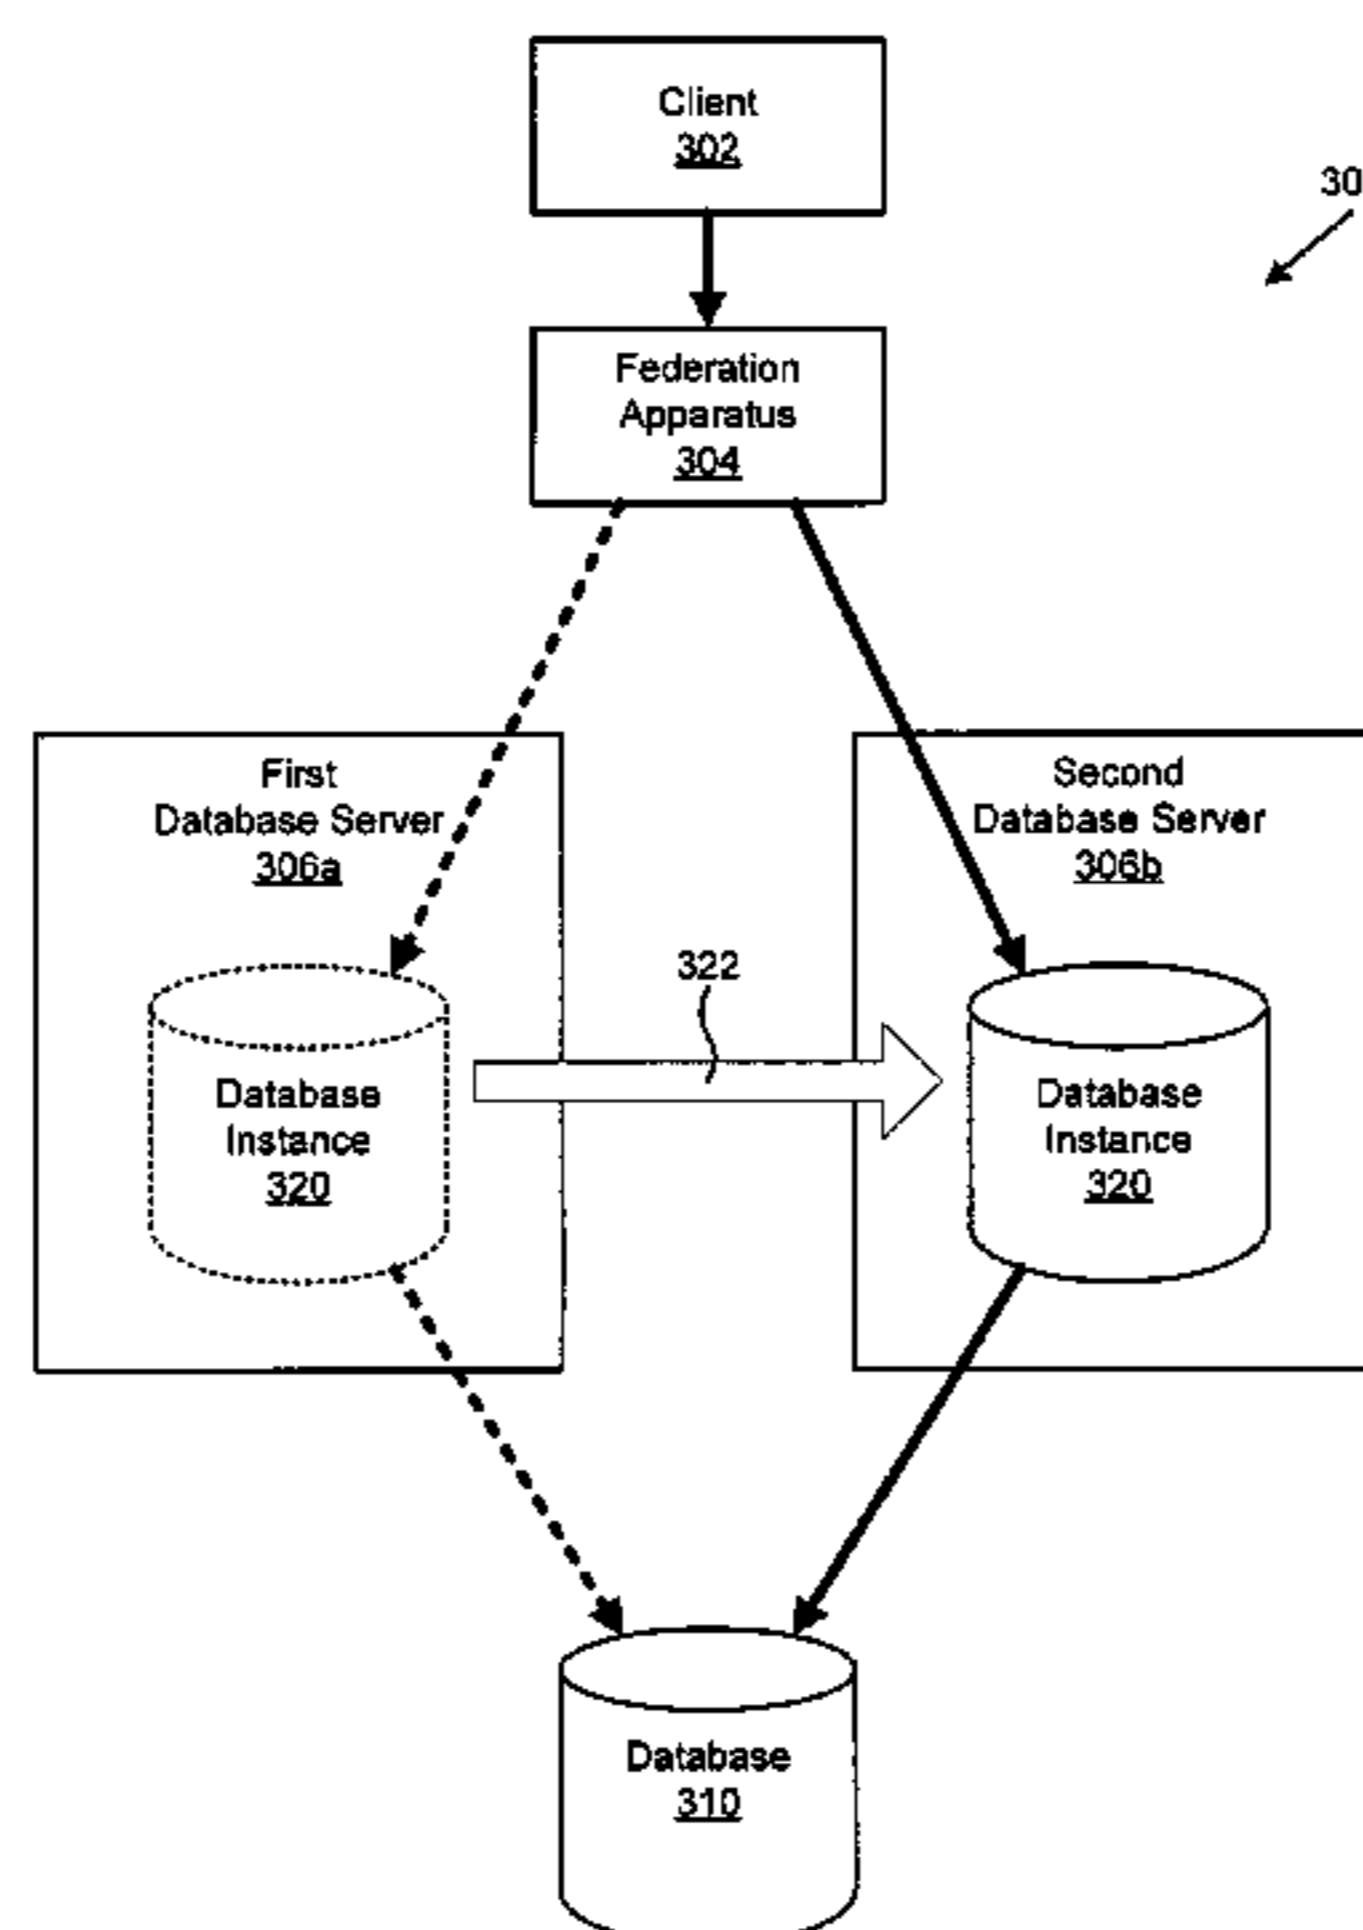 Client
302
30
Federation
Apparatus
304
First
Database Server
306a
Second
Database Server
306b
322
Database
Instance
320
Database
Instance
320
Database
310